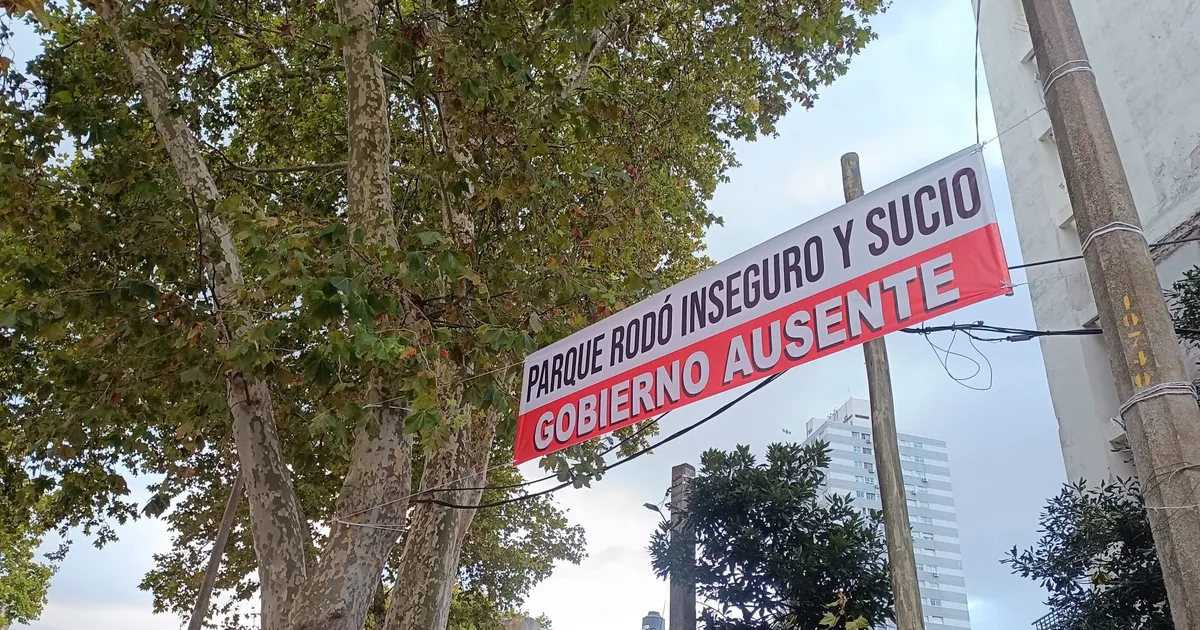 PARQUE RODÓ INSEGURO Y SUCIO
GOBIERNO AUSENTE